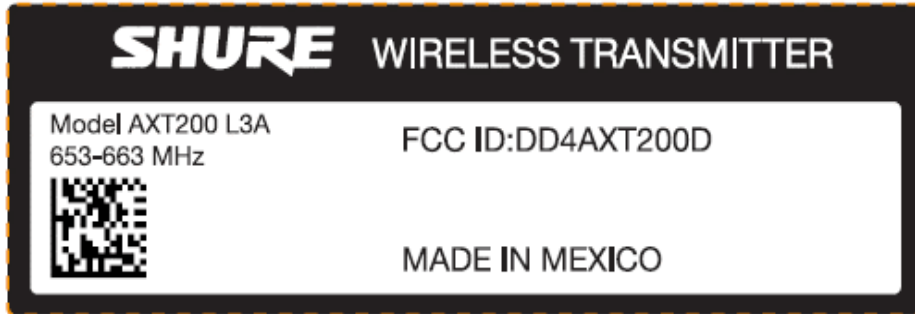 SHURE WIRELESS TRANSMITTER
Model AXT200 L3A
653-663 MHz
FCC ID:DD4AXT200D
MADE IN MEXICO